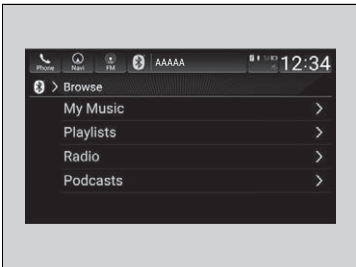 Phone Navi FM AAAAA 12:34
> Browse
My Music >
Playlists >
Radio >
Podcasts >